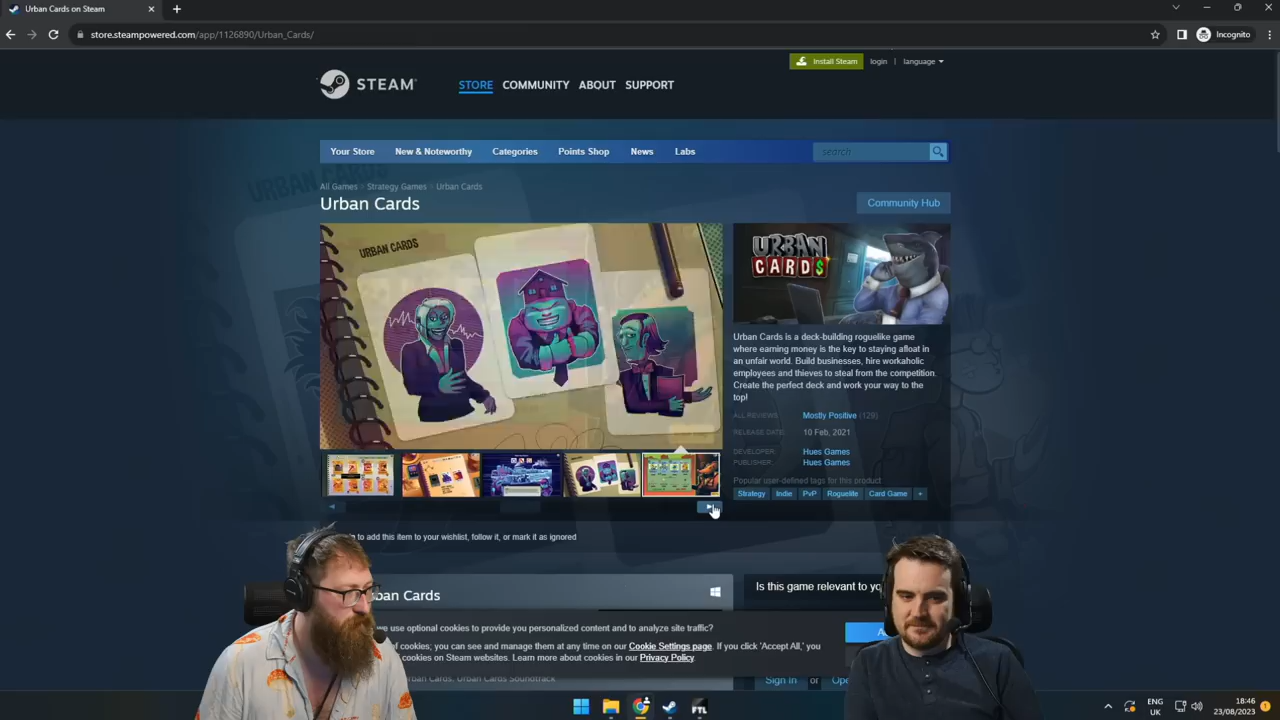 Urban Cards on Steam
store.steampowered.com/app/1126890/Urban_Cards/
Incognito
STEAM
STORE
COMMUNITY
ABOUT
SUPPORT
Install Steam
login
language
Your Store
New & Noteworthy
Categories
Points Shop
News
Labs
search
All Games
Strategy Games
Urban Cards
Urban Cards
Community Hub
URBAN CARDS
URBAN
CARD$
Urban Cards is a deck-building roguelike game
where earning money is the key to staying afloat in
an unfair world. Build businesses, hire workaholic
employees and thieves to steal from the competition.
Create the perfect deck and work your way to the
top!
ALL REVIEWS: Mostly Positive (129)
RELEASE DATE: 10 Feb, 2021
DEVELOPER: Hues Games
PUBLISHER: Hues Games
Popular user-defined tags for this product:
Strategy
Indie
PvP
Roguelite
Card Game
+
to add this item to your wishlist, follow it, or mark it as ignored
ban Cards
Is this game relevant to yo
we use optional cookies to provide you personalized content and to analyze site traffic?
of cookies; you can see and manage them at any time on our Cookie Settings page. If you click 'Accept All,' you
cookies on Steam websites. Learn more about cookies in our Privacy Policy.
A
Urban Cards, Urban Cards Soundtrack
Sign In
or
Ope
FTL
ENG
UK
18:46
23/08/2023